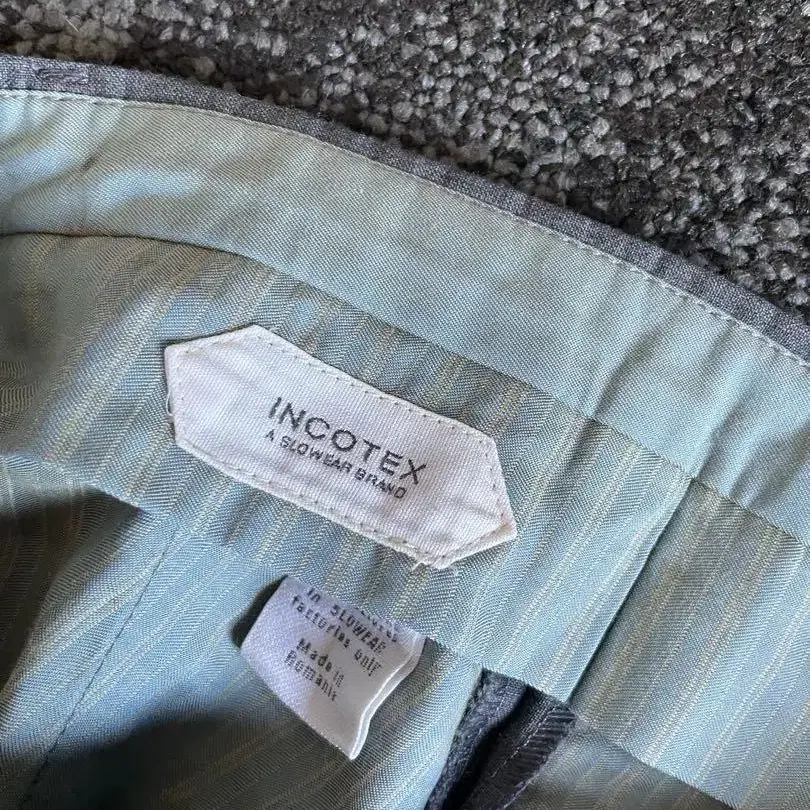 INCOTEX
A SLOWEAR BRAND
in SLOWEAR
factories only
Made in
Romania